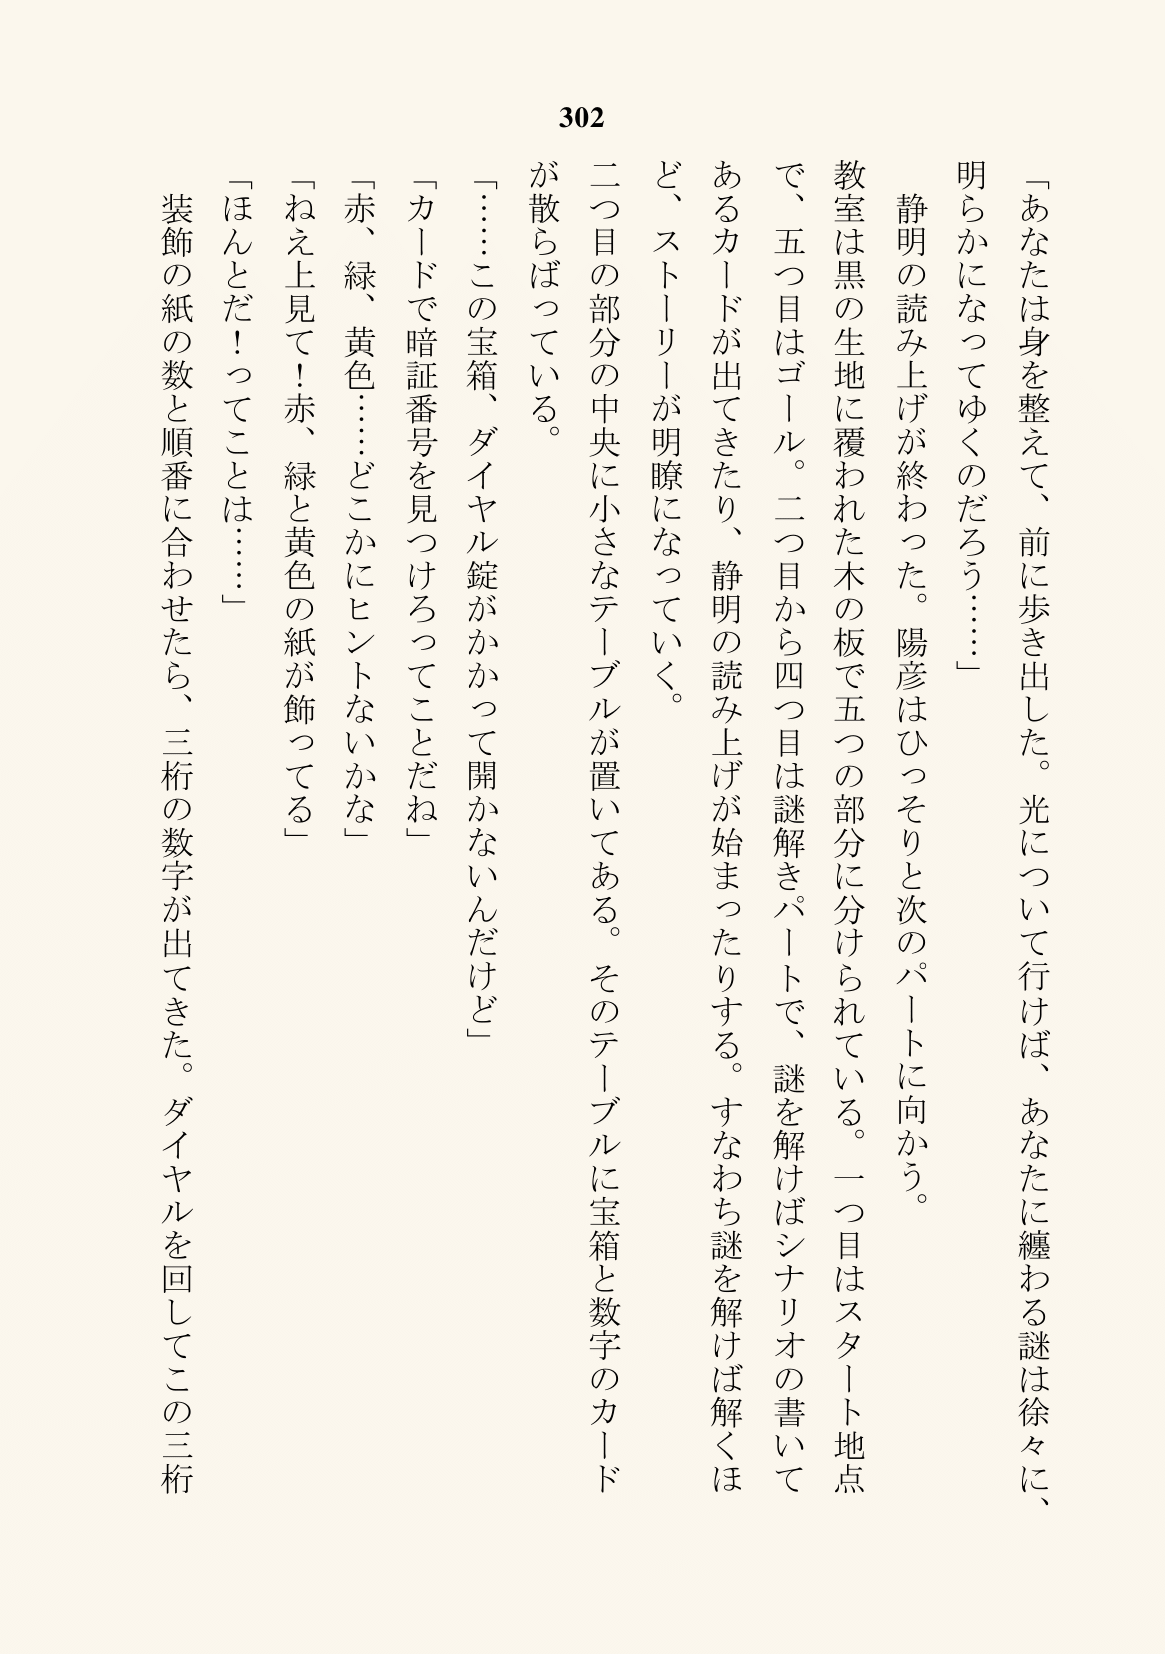 302
「あなたは身を整えて、前に歩き出した。光について行けば、あなたに纏わる謎は徐々に、
明らかになってゆくのだろう……」
　静明の読み上げが終わった。陽彦はひっそりと次のパートに向かう。
教室は黒の生地に覆われた木の板で五つの部分に分けられている。一つ目はスタート地点
で、五つ目はゴール。二つ目から四つ目は謎解きパートで、謎を解けばシナリオの書いて
あるカードが出てきたり、静明の読み上げが始まったりする。すなわち謎を解けば解くほ
ど、ストーリーが明瞭になっていく。
二つ目の部分の中央に小さなテーブルが置いてある。そのテーブルに宝箱と数字のカード
が散らばっている。
「……この宝箱、ダイヤル錠がかかって開かないんだけど」
「カードで暗証番号を見つけろってことだね」
「赤、緑、黄色……どこかにヒントないかな」
「ねえ上見て！赤、緑と黄色の紙が飾ってる」
「ほんとだ！ってことは……」
　装飾の紙の数と順番に合わせたら、三桁の数字が出てきた。ダイヤルを回してこの三桁